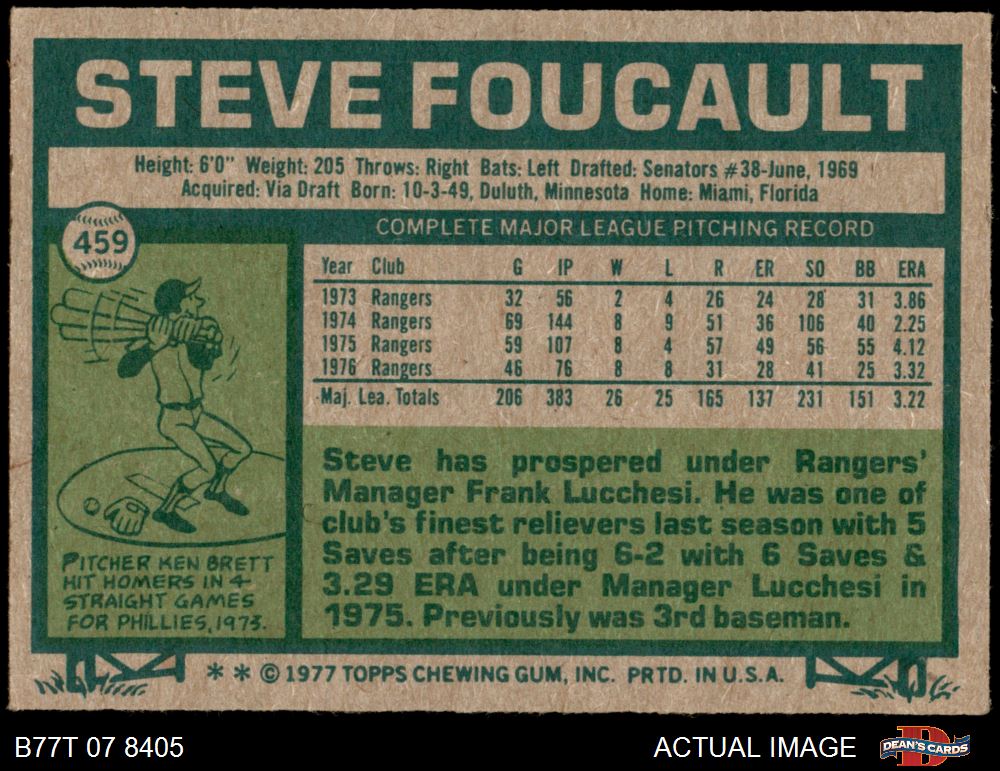 STEVE FOUCAULT
Height: 6'0" Weight: 205 Throws: Right Bats: Left Drafted: Senators #38-June, 1969
Acquired: Via Draft Born: 10-3-49, Duluth, Minnesota Home: Miami, Florida
459
COMPLETE MAJOR LEAGUE PITCHING RECORD
Year Club G IP W L R ER SO BB ERA
1973 Rangers 32 56 2 4 26 24 28 31 3.86
1974 Rangers 69 144 8 9 51 36 106 40 2.25
1975 Rangers 59 107 8 4 57 49 56 55 4.12
1976 Rangers 46 76 8 8 31 28 41 25 3.32
Maj. Lea. Totals 206 383 26 25 165 137 231 151 3.22
Steve has prospered under Rangers'
Manager Frank Lucchesi. He was one of
club's finest relievers last season with 5
Saves after being 6-2 with 6 Saves &
3.29 ERA under Manager Lucchesi in
1975. Previously was 3rd baseman.
PITCHER KEN BRETT
HIT HOMERS IN 4
STRAIGHT GAMES
FOR PHILLIES, 1973.
* * © 1977 TOPPS CHEWING GUM, INC. PRTD. IN U.S.A.
B77T 07 8405
ACTUAL IMAGE
DEAN'S CARDS